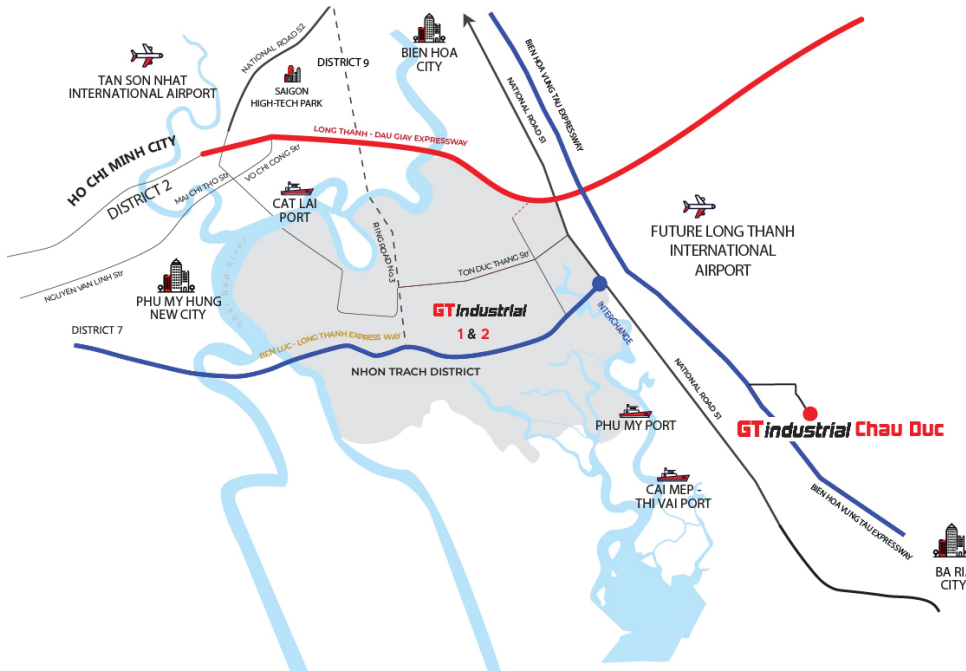 NATIONAL ROAD 52
DISTRICT 9
BIEN HOA
CITY
BIEN HOA VUNG TAU EXPRESSWAY
TAN SON NHAT
INTERNATIONAL AIRPORT
SAIGON
HIGH-TECH PARK
NATIONAL ROAD 51
LONG THANH - DAU GIAY EXPRESSWAY
HO CHI MINH CITY
DISTRICT 2
MAI CHI THO Str
VO CHI CONG Str
CAT LAI
PORT
RING ROAD No.3
FUTURE LONG THANH
INTERNATIONAL
AIRPORT
TON DUC THANG Str
NGUYEN VAN LINH Str
PHU MY HUNG
NEW CITY
GT industrial
1 & 2
INTERCHANGE
DISTRICT 7
BEN LUC - LONG THANH EXPRESS WAY
NHON TRACH DISTRICT
NATIONAL ROAD 51
PHU MY PORT
GT industrial Chau Duc
CAI MEP -
THI VAI PORT
BIEN HOA VUNG TAU EXPRESSWAY
BA RI
CITY